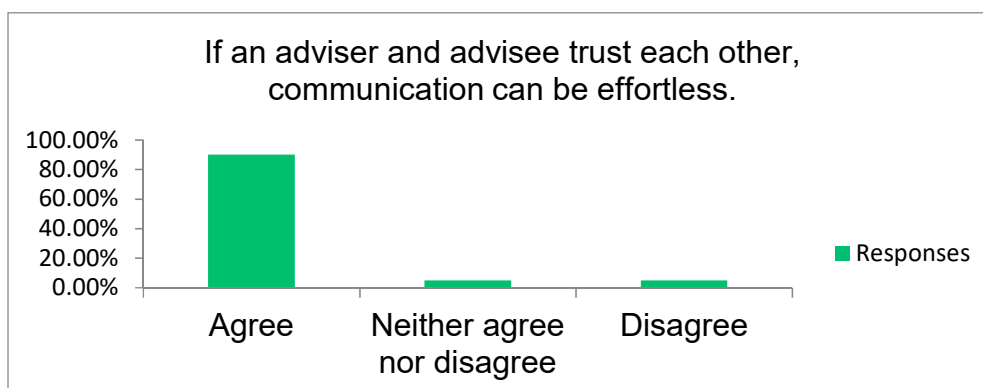 If an adviser and advisee trust each other,
communication can be effortless.
100.00%
80.00%
60.00%
40.00%
20.00%
0.00%
Responses
Agree
Neither agree
nor disagree
Disagree